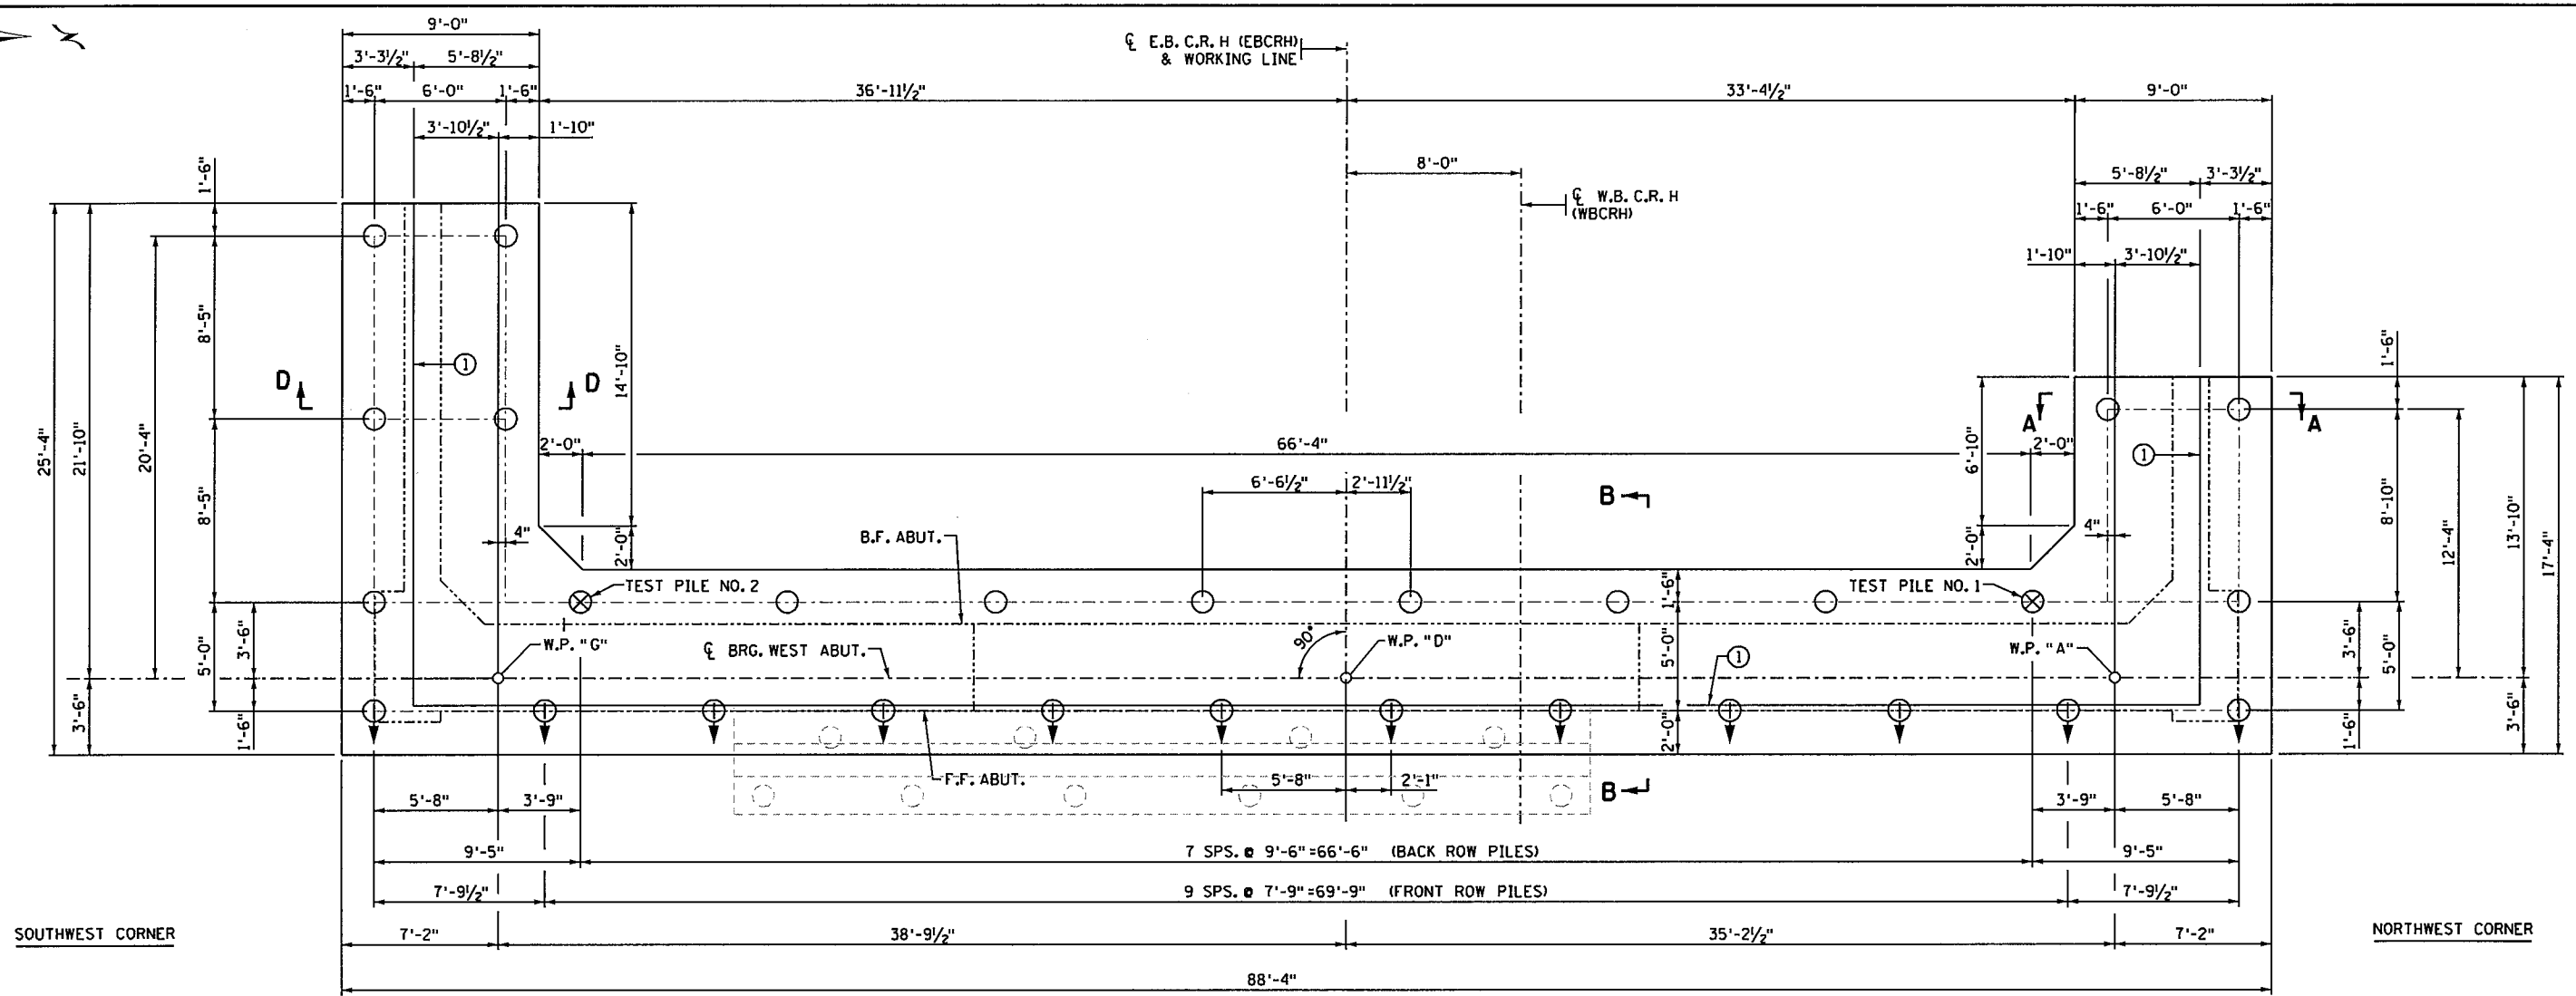 9'-0"
℄ E.B. C.R. H (EBCRH)
& WORKING LINE
3'-3½" 5'-8½"
1'-6" 6'-0" 1'-6" 36'-11½" 33'-4½" 9'-0"
3'-10½" 1'-10"
8'-0"
5'-8½" 3'-3½"
℄ W.B. C.R. H
(WBCRH)
1'-6" 6'-0" 1'-6"
1'-10" 3'-10½"
1'-6"
8'-5"
8'-5"
5'-0"
25'-4"
21'-10"
20'-4"
3'-6"
3'-6"
1'-6"
D D
1
14'-10"
2'-0"
2'-0" 66'-4" 2'-0"
4"
6'-6½" 2'-11½"
B
A A
1
6'-10"
2'-0"
4"
1'-6"
8'-10"
12'-4"
13'-10"
17'-4"
B.F. ABUT.
TEST PILE NO. 2
TEST PILE NO. 1
1'-6"
5'-0"
2'-0"
W.P. "G"
℄ BRG. WEST ABUT.
90°
W.P. "D"
1
W.P. "A"
3'-6"
5'-0"
1'-6"
3'-6"
F.F. ABUT.
5'-8" 2'-1"
B
5'-8" 3'-9" 3'-9" 5'-8"
9'-5" 7 SPS. @ 9'-6"=66'-6" (BACK ROW PILES) 9'-5"
7'-9½" 9 SPS. @ 7'-9"=69'-9" (FRONT ROW PILES) 7'-9½"
SOUTHWEST CORNER 7'-2" 38'-9½" 35'-2½" 7'-2" NORTHWEST CORNER
88'-4"